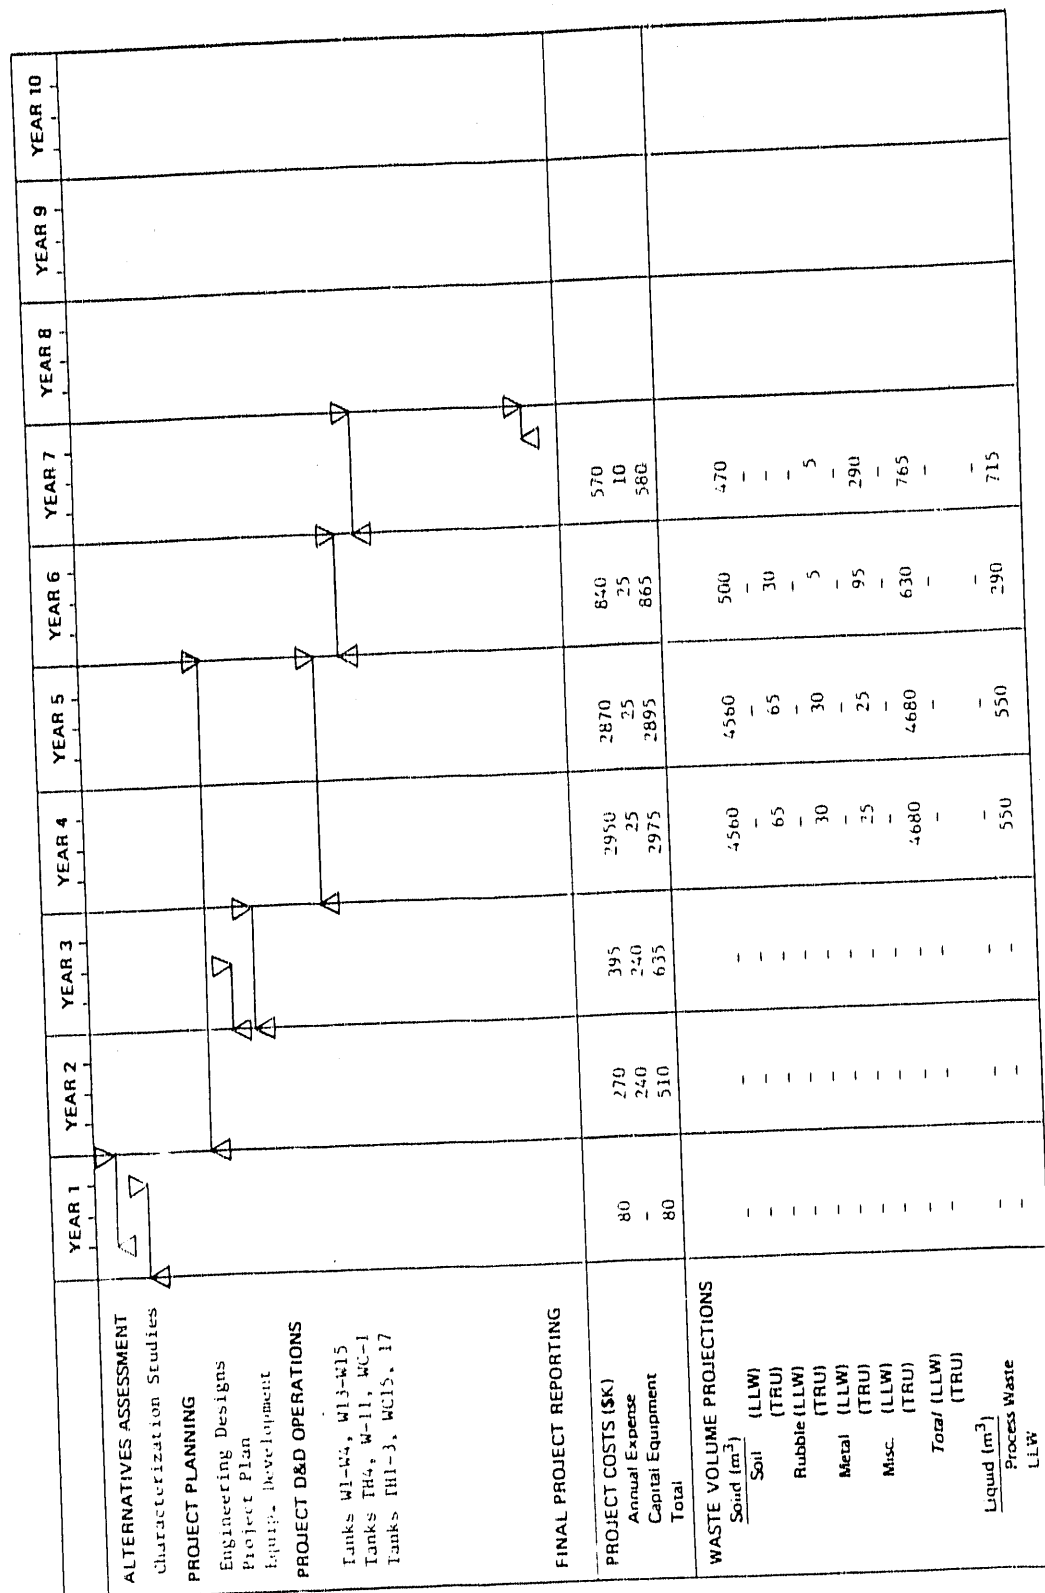 YEAR 1 YEAR 2 YEAR 3 YEAR 4 YEAR 5 YEAR 6 YEAR 7 YEAR 8 YEAR 9 YEAR 10
ALTERNATIVES ASSESSMENT
Characterization Studies
PROJECT PLANNING
Engineering Designs
Project Plan
Equip. Development
PROJECT D&D OPERATIONS
Tanks W1-W4, W13-W15
Tanks TH4, W-11, WC-1
Tanks TH1-3, WC15, 17
FINAL PROJECT REPORTING
PROJECT COSTS ($K)
Annual Expense 80 270 395 2950 2870 840 570
Capital Equipment - 240 240 25 25 25 10
Total 80 510 635 2975 2895 865 580
WASTE VOLUME PROJECTIONS
Solid (m³)
Soil (LLW) - - - 4560 4560 500 470
(TRU) - - - - - - -
Rubble (LLW) - - - 65 65 30 -
(TRU) - - - - - - -
Metal (LLW) - - - 30 30 5 5
(TRU) - - - - - - -
Misc. (LLW) - - - 25 25 95 290
(TRU) - - - - - - -
Total (LLW) - - - 4680 4680 630 765
(TRU) - - - - - - -
Liquid (m³)
Process Waste - - - - - - -
LLW - - - 550 550 290 715